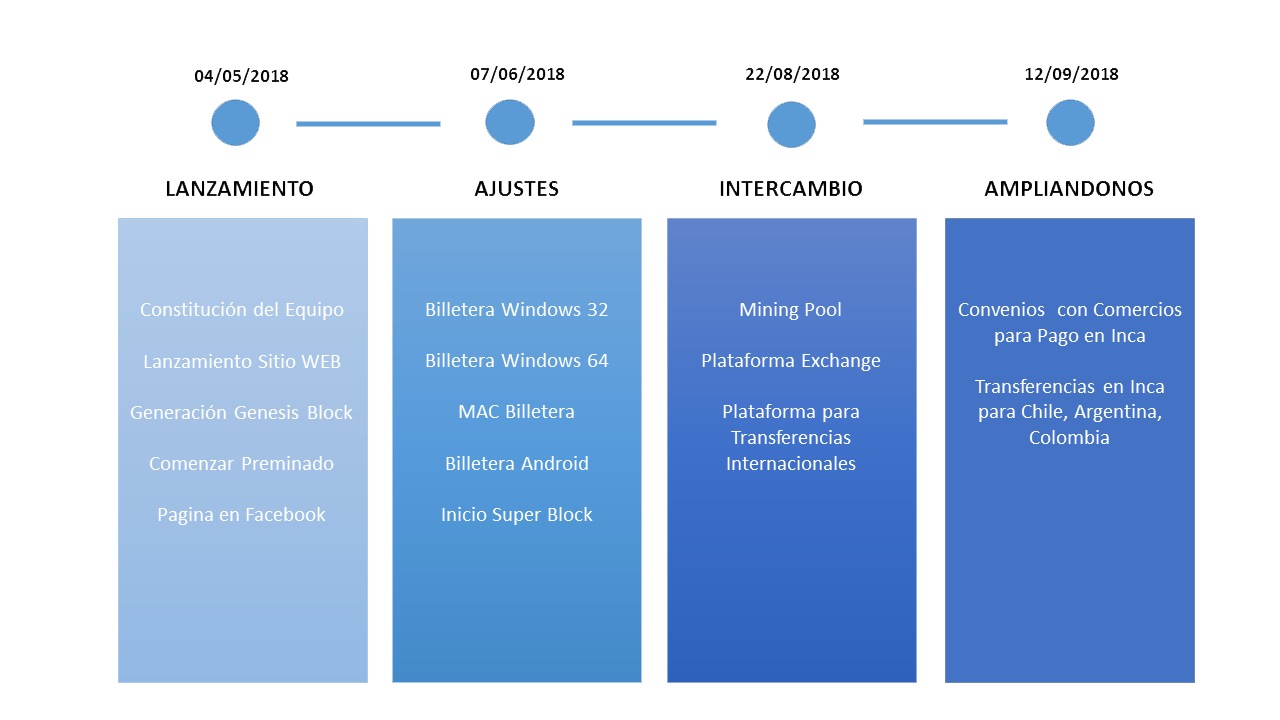 04/05/2018
LANZAMIENTO
Constitución del Equipo
Lanzamiento Sitio WEB
Generación Genesis Block
Comenzar Preminado
Pagina en Facebook
07/06/2018
AJUSTES
Billetera Windows 32
Billetera Windows 64
MAC Billetera
Billetera Android
Inicio Super Block
22/08/2018
INTERCAMBIO
Mining Pool
Plataforma Exchange
Plataforma para
Transferencias
Internacionales
12/09/2018
AMPLIANDONOS
Convenios con Comercios
para Pago en Inca
Transferencias en Inca
para Chile, Argentina,
Colombia